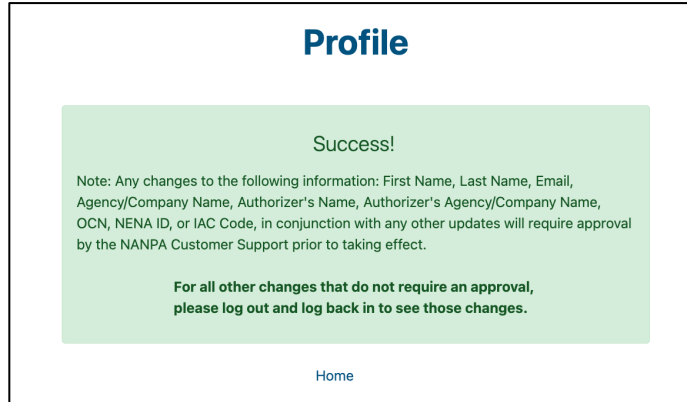 Profile
Success!
Note: Any changes to the following information: First Name, Last Name, Email,
Agency/Company Name, Authorizer's Name, Authorizer's Agency/Company Name,
OCN, NENA ID, or IAC Code, in conjunction with any other updates will require approval
by the NANPA Customer Support prior to taking effect.
For all other changes that do not require an approval,
please log out and log back in to see those changes.
Home